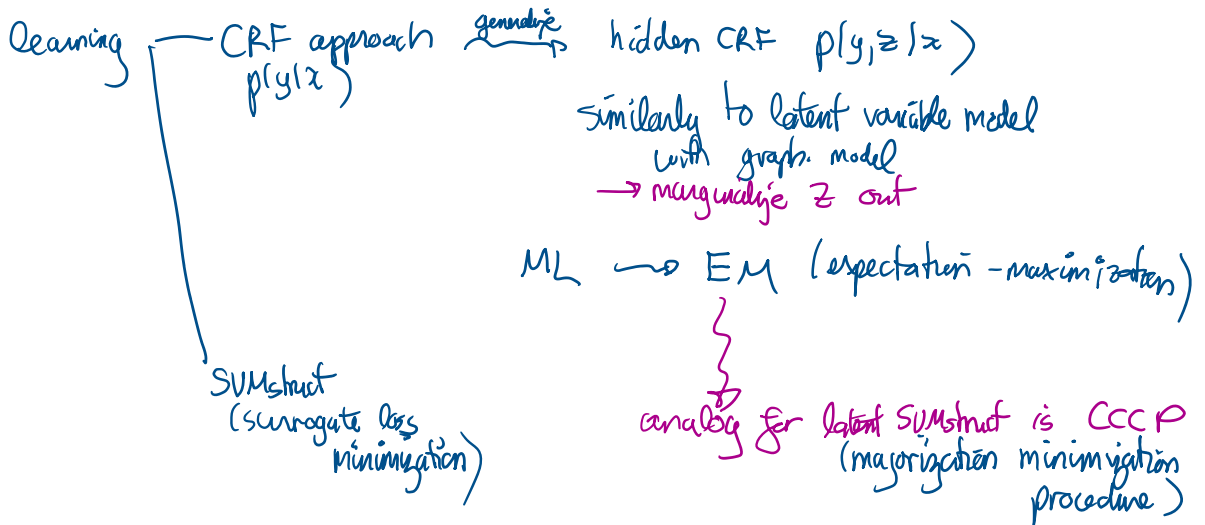 learning — CRF approach generalize → hidden CRF p(y,z|x)
p(y|x)
similarly to latent variable model
with graph. model
→ marginalize z out
ML → EM (expectation-maximization)
SVMstruct
(surrogate loss
minimization)
analog for latent SVMstruct is CCCP
(majorization minimization
procedure)